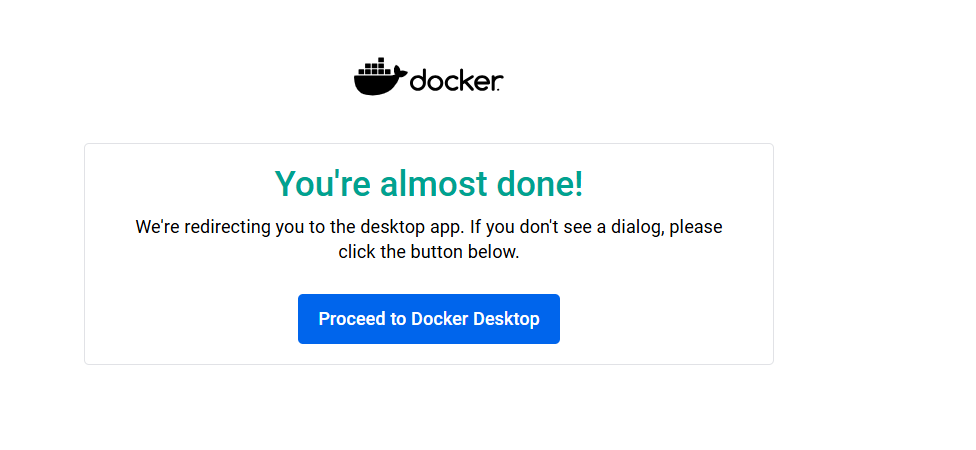 docker
You're almost done!
We're redirecting you to the desktop app. If you don't see a dialog, please
click the button below.
Proceed to Docker Desktop